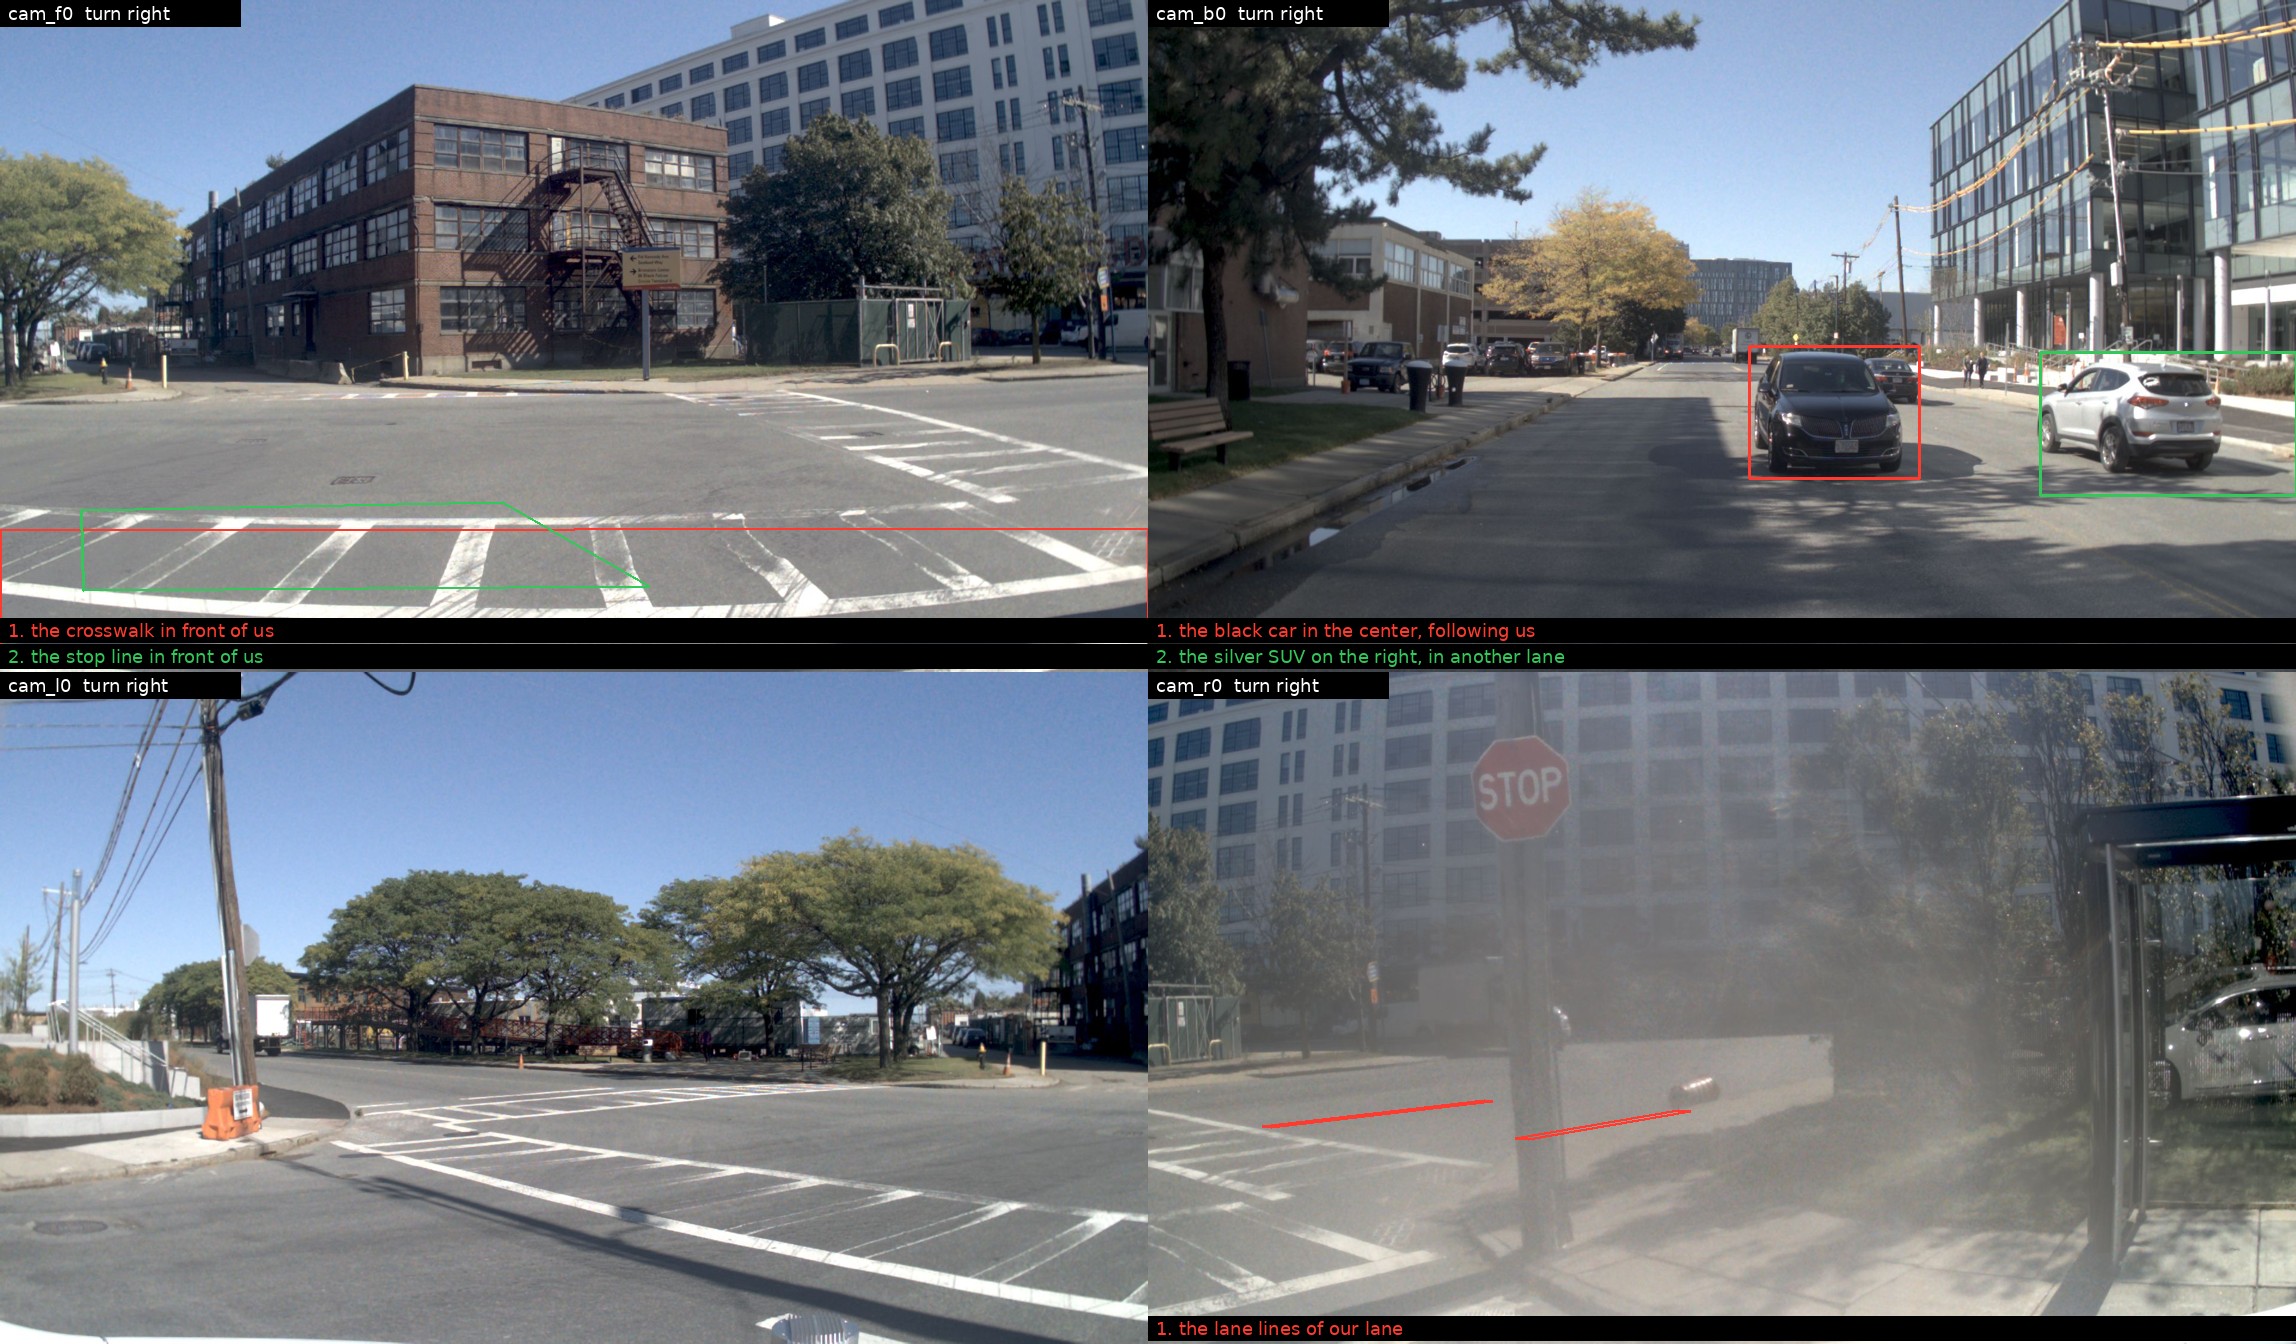 cam_f0 turn right
1. the crosswalk in front of us
2. the stop line in front of us
cam_b0 turn right
1. the black car in the center, following us
2. the silver SUV on the right, in another lane
cam_l0 turn right
cam_r0 turn right
STOP
1. the lane lines of our lane